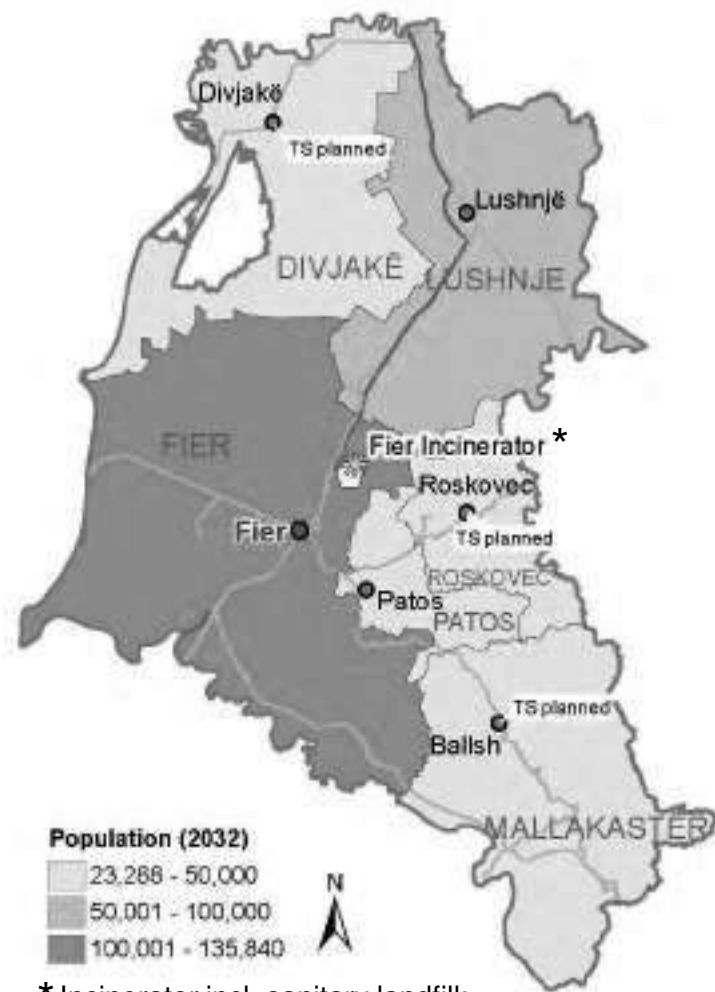 Divjakë
TS planned
Lushnjë
DIVJAKË
LUSHNJE
FIER
Fier Incinerator *
Roskovec
Fier
TS planned
ROSKOVEC
Patos
PATOS
TS planned
Ballsh
MALLAKASTËR
Population (2032)
23,268 - 50,000
50,001 - 100,000
100,001 - 135,840
N
* Incinerator incl. sanitary landfill